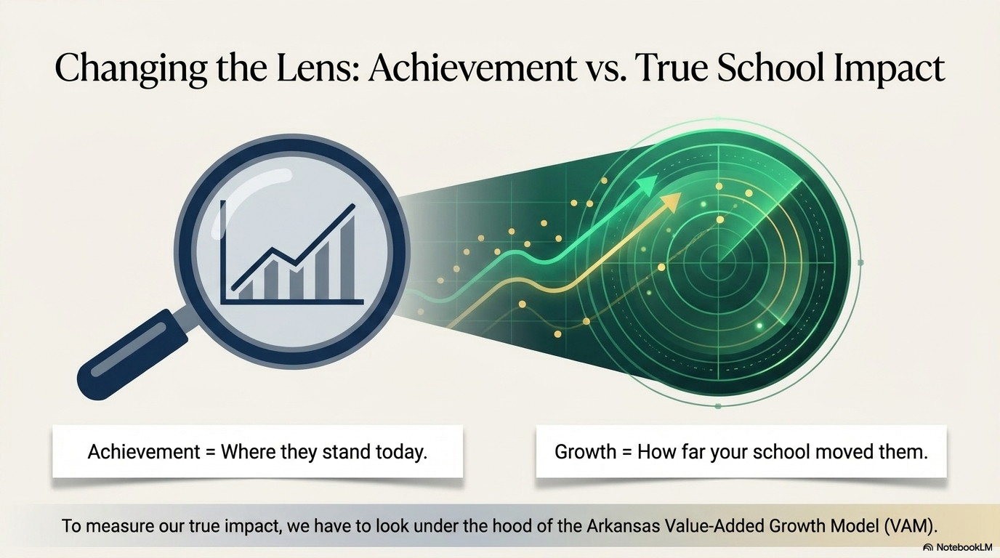 Changing the Lens: Achievement vs. True School Impact
Achievement = Where they stand today.
Growth = How far your school moved them.
To measure our true impact, we have to look under the hood of the Arkansas Value-Added Growth Model (VAM).
NotebookLM